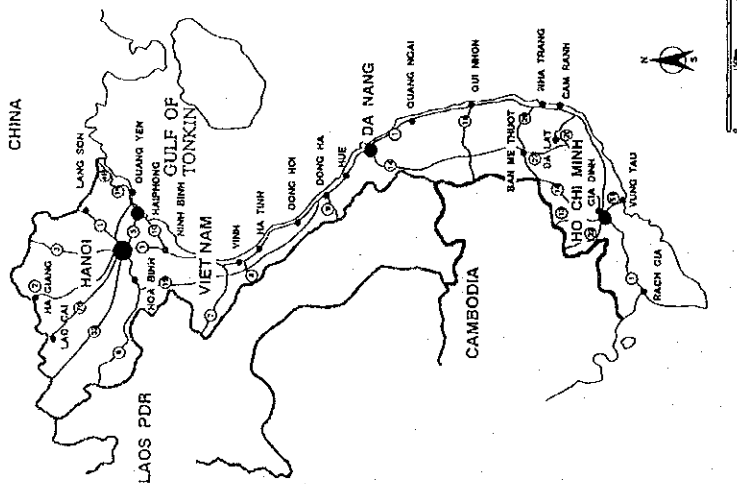 CHINA
LANG SON
QUANG YEN
HAIPHONG
GULF OF
TONKIN
HA GIANG
LAO CAI
HANOI
HOA BINH
NINH BINH
VIETNAM
LAOS PDR
VINH
HA TINH
DONG HOI
DONG HA
HUE
DA NANG
QUANG NGAI
QUI NHON
BAN ME THUOT
NHA TRANG
CAM RANH
DA LAT
HO CHI MINH
GIA DINH
VUNG TAU
RACH GIA
CAMBODIA
N
S